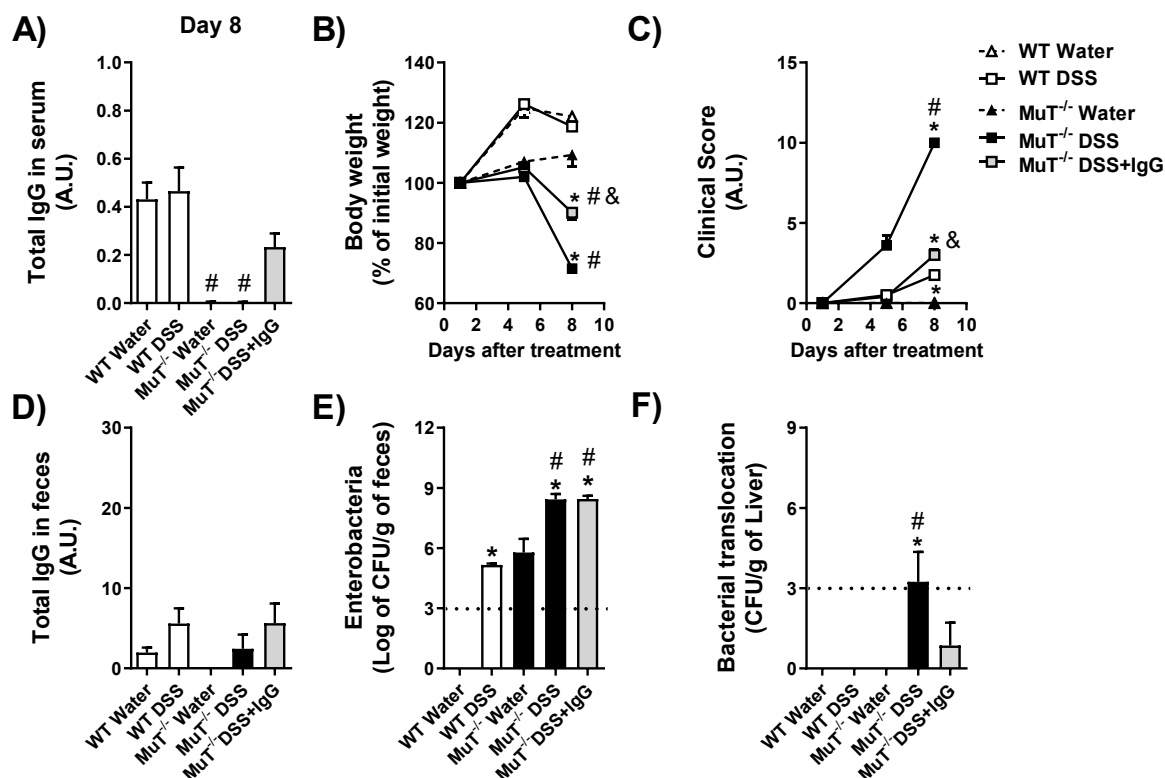 A)
Day 8
Total IgG in serum
(A.U.)
1.0
0.8
0.6
0.4
0.2
0.0
# #
WT Water
WT DSS
MuT-/- Water
MuT-/- DSS
MuT-/-DSS+IgG
B)
Body weight
(% of initial weight)
140
120
100
80
60
* # &
* #
0 2 4 6 8 10
Days after treatment
C)
Clinical Score
(A.U.)
15
10
5
0
#
*
* &
*
0 2 4 6 8 10
Days after treatment
WT Water
WT DSS
MuT-/- Water
MuT-/- DSS
MuT-/- DSS+IgG
D)
Total IgG in feces
(A.U.)
30
20
10
0
WT Water
WT DSS
MuT-/- Water
MuT-/- DSS
MuT-/-DSS+IgG
E)
Enterobacteria
(Log of CFU/g of feces)
12
9
6
3
0
# #
* * *
WT Water
WT DSS
MuT-/- Water
MuT-/- DSS
MuT-/-DSS+IgG
F)
Bacterial translocation
(CFU/g of Liver)
9
6
3
0
#
*
WT Water
WT DSS
MuT-/- Water
MuT-/- DSS
MuT-/-DSS+IgG